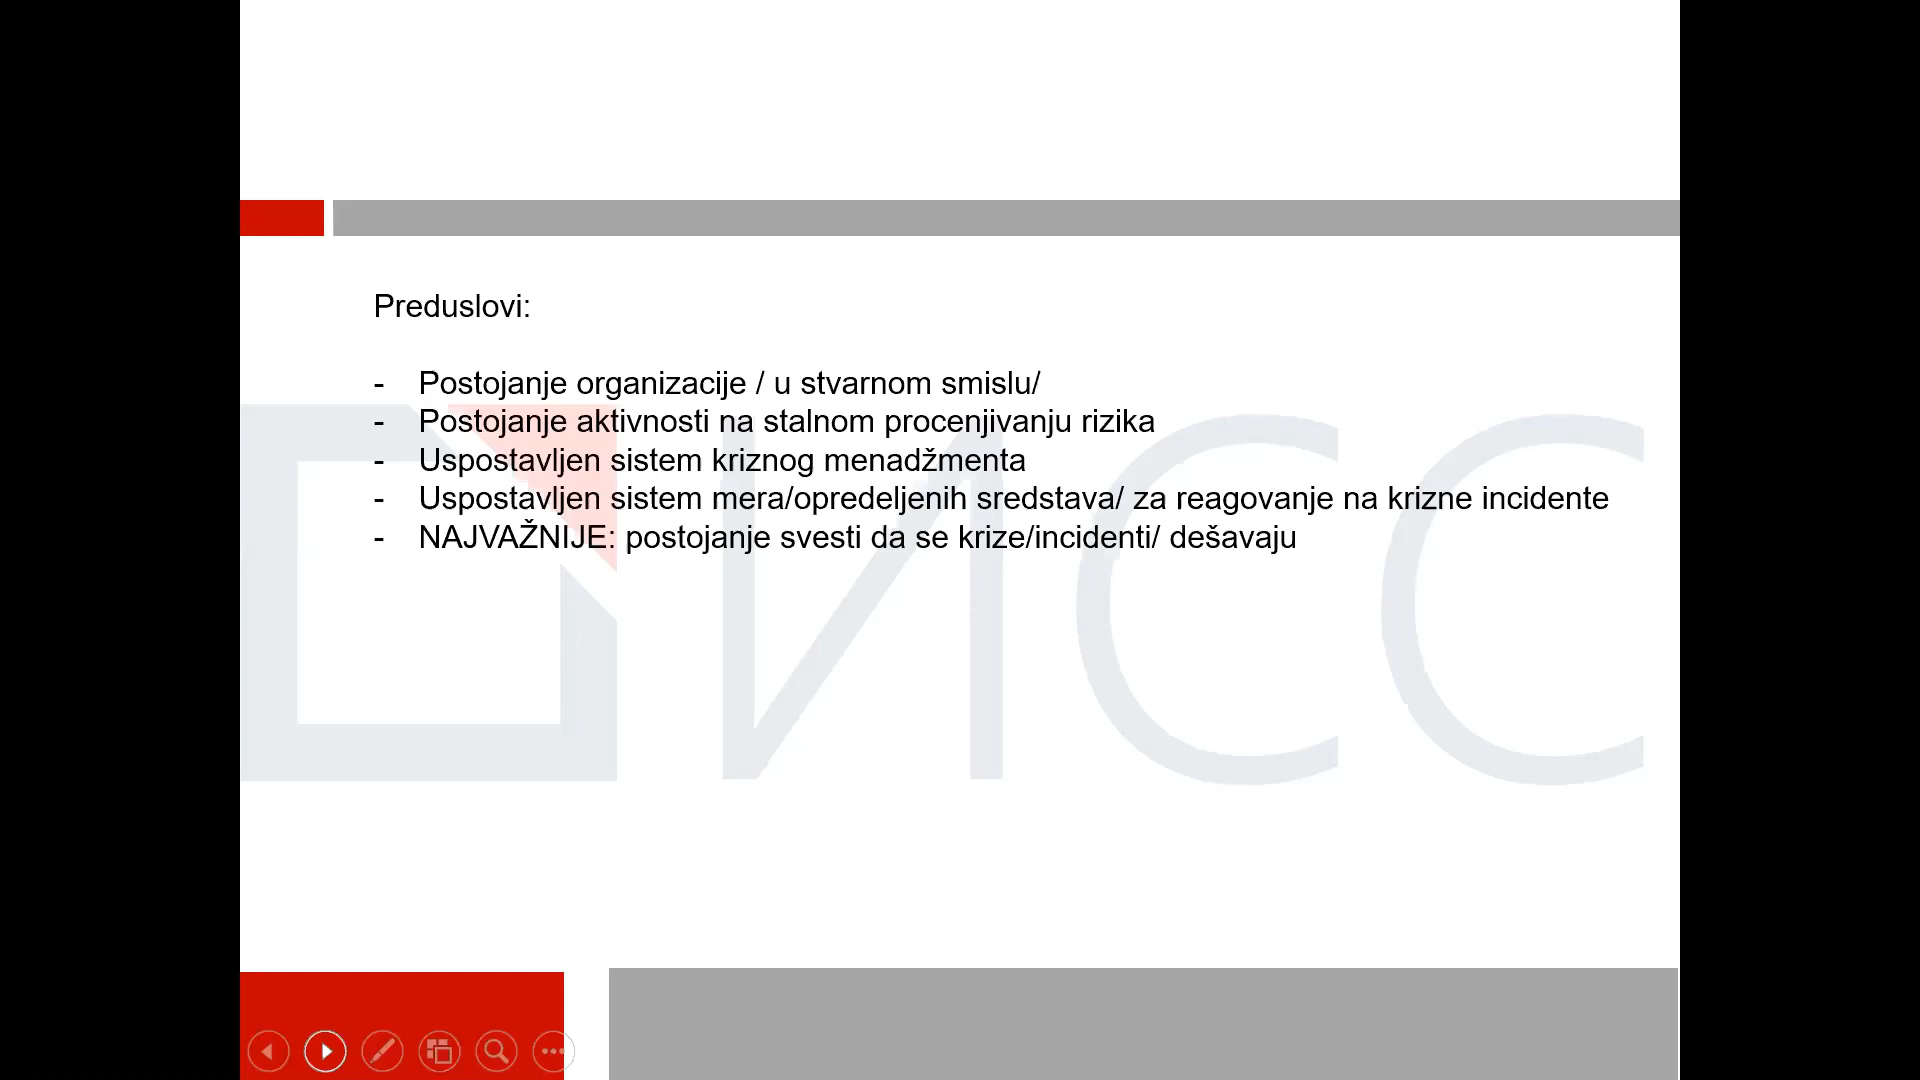 Preduslovi:
- Postojanje organizacije / u stvarnom smislu/
- Postojanje aktivnosti na stalnom procenjivanju rizika
- Uspostavljen sistem kriznog menadžmenta
- Uspostavljen sistem mera/opredeljenih sredstava/ za reagovanje na krizne incidente
- NAJVAŽNIJE: postojanje svesti da se krize/incidenti/ dešavaju
ИСС